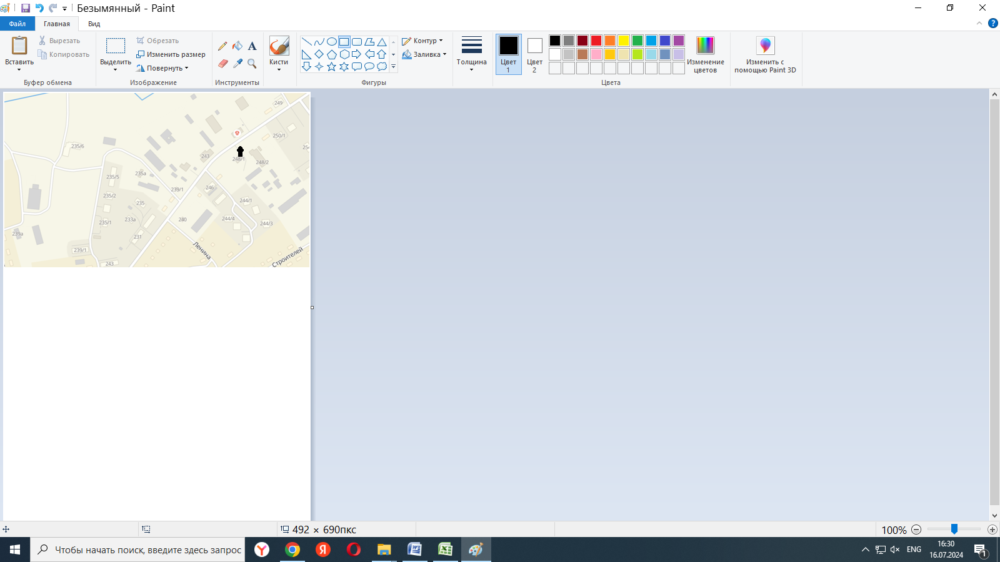 Безымянный - Paint
Файл
Главная
Вид
Вставить
Вырезать
Копировать
Буфер обмена
Выделить
Обрезать
Изменить размер
Повернуть
Изображение
A
Инструменты
Кисти
Контур
Заливка
Фигуры
Толщина
Цвет
1
Цвет
2
Изменение
цветов
Цвета
Изменить с
помощью Paint 3D
249
250/1
235/6
243
248/1
248/2
235/5
235а
239/1
246
235/2
235
244/1
235/1
233а
240
244/4
244/3
239а
231
239/1
Ленина
Строителей
243
492 × 690пкс
100%
Чтобы начать поиск, введите здесь запрос
ENG
16:30
16.07.2024
1